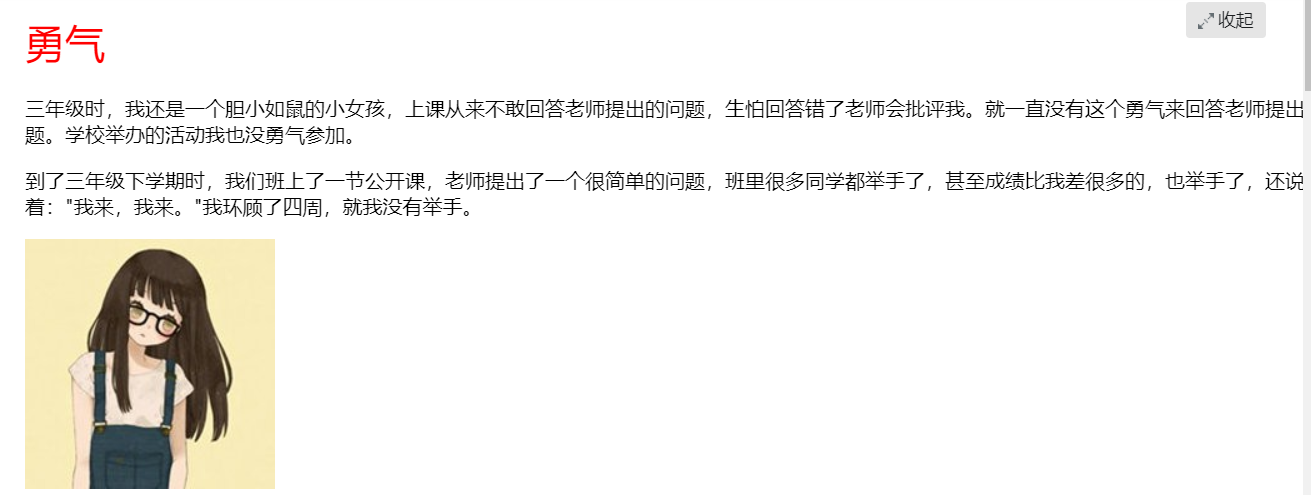 收起
勇气
三年级时，我还是一个胆小如鼠的小女孩，上课从来不敢回答老师提出的问题，生怕回答错了老师会批评我。就一直没有这个勇气来回答老师提出
题。学校举办的活动我也没勇气参加。
到了三年级下学期时，我们班上了一节公开课，老师提出了一个很简单的问题，班里很多同学都举手了，甚至成绩比我差很多的，也举手了，还说
着："我来，我来。"我环顾了四周，就我没有举手。